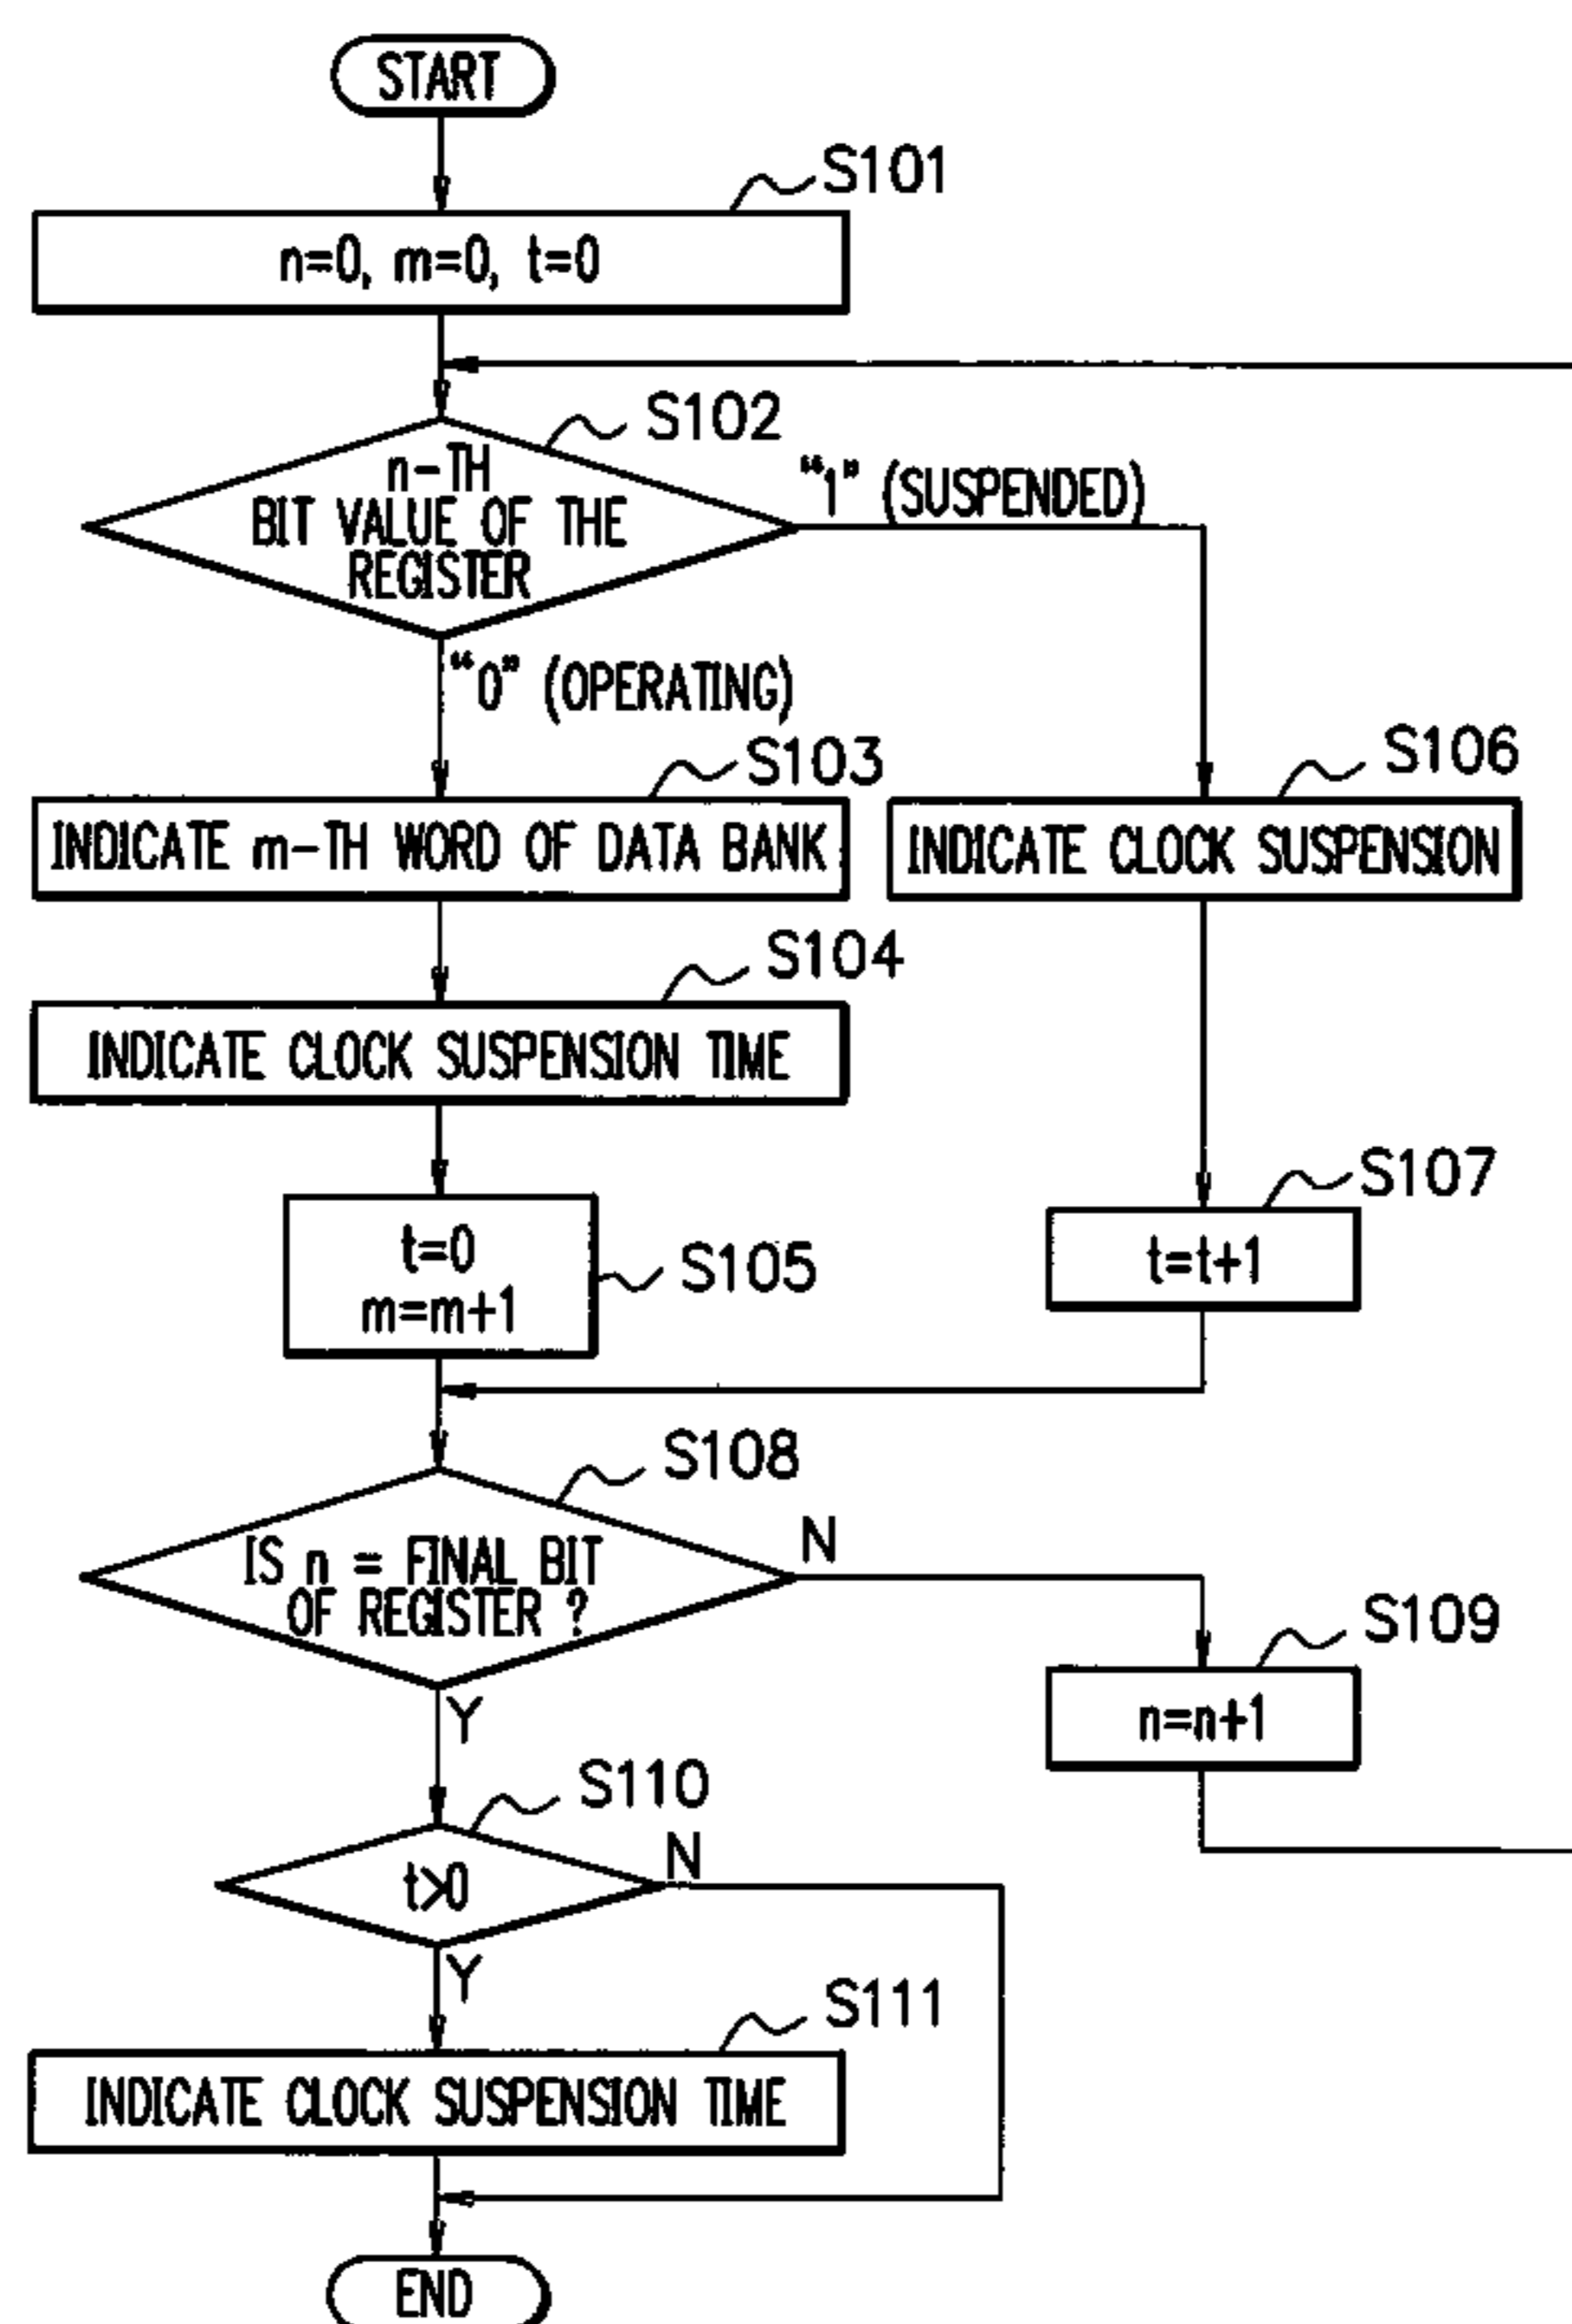 START
S101
n=0, m=0, t=0
S102
n-TH
BIT VALUE OF THE
REGISTER
"1" (SUSPENDED)
"0" (OPERATING)
S103
INDICATE m-TH WORD OF DATA BANK
S106
INDICATE CLOCK SUSPENSION
S104
INDICATE CLOCK SUSPENSION TIME
S105
t=0
m=m+1
S107
t=t+1
S108
IS n = FINAL BIT
OF REGISTER ?
N
Y
S109
n=n+1
S110
t>0
N
Y
S111
INDICATE CLOCK SUSPENSION TIME
END